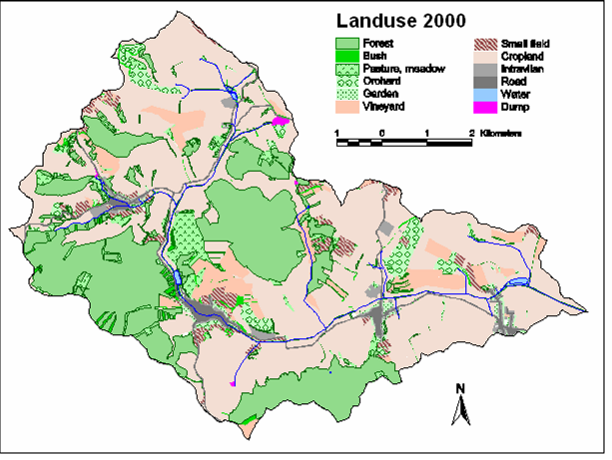 Landuse 2000
Forest
Bush
Pasture, meadow
Orchard
Garden
Vineyard
Small field
Cropland
Intravilan
Road
Water
Dump
1 0 1 2 Kilometers
N